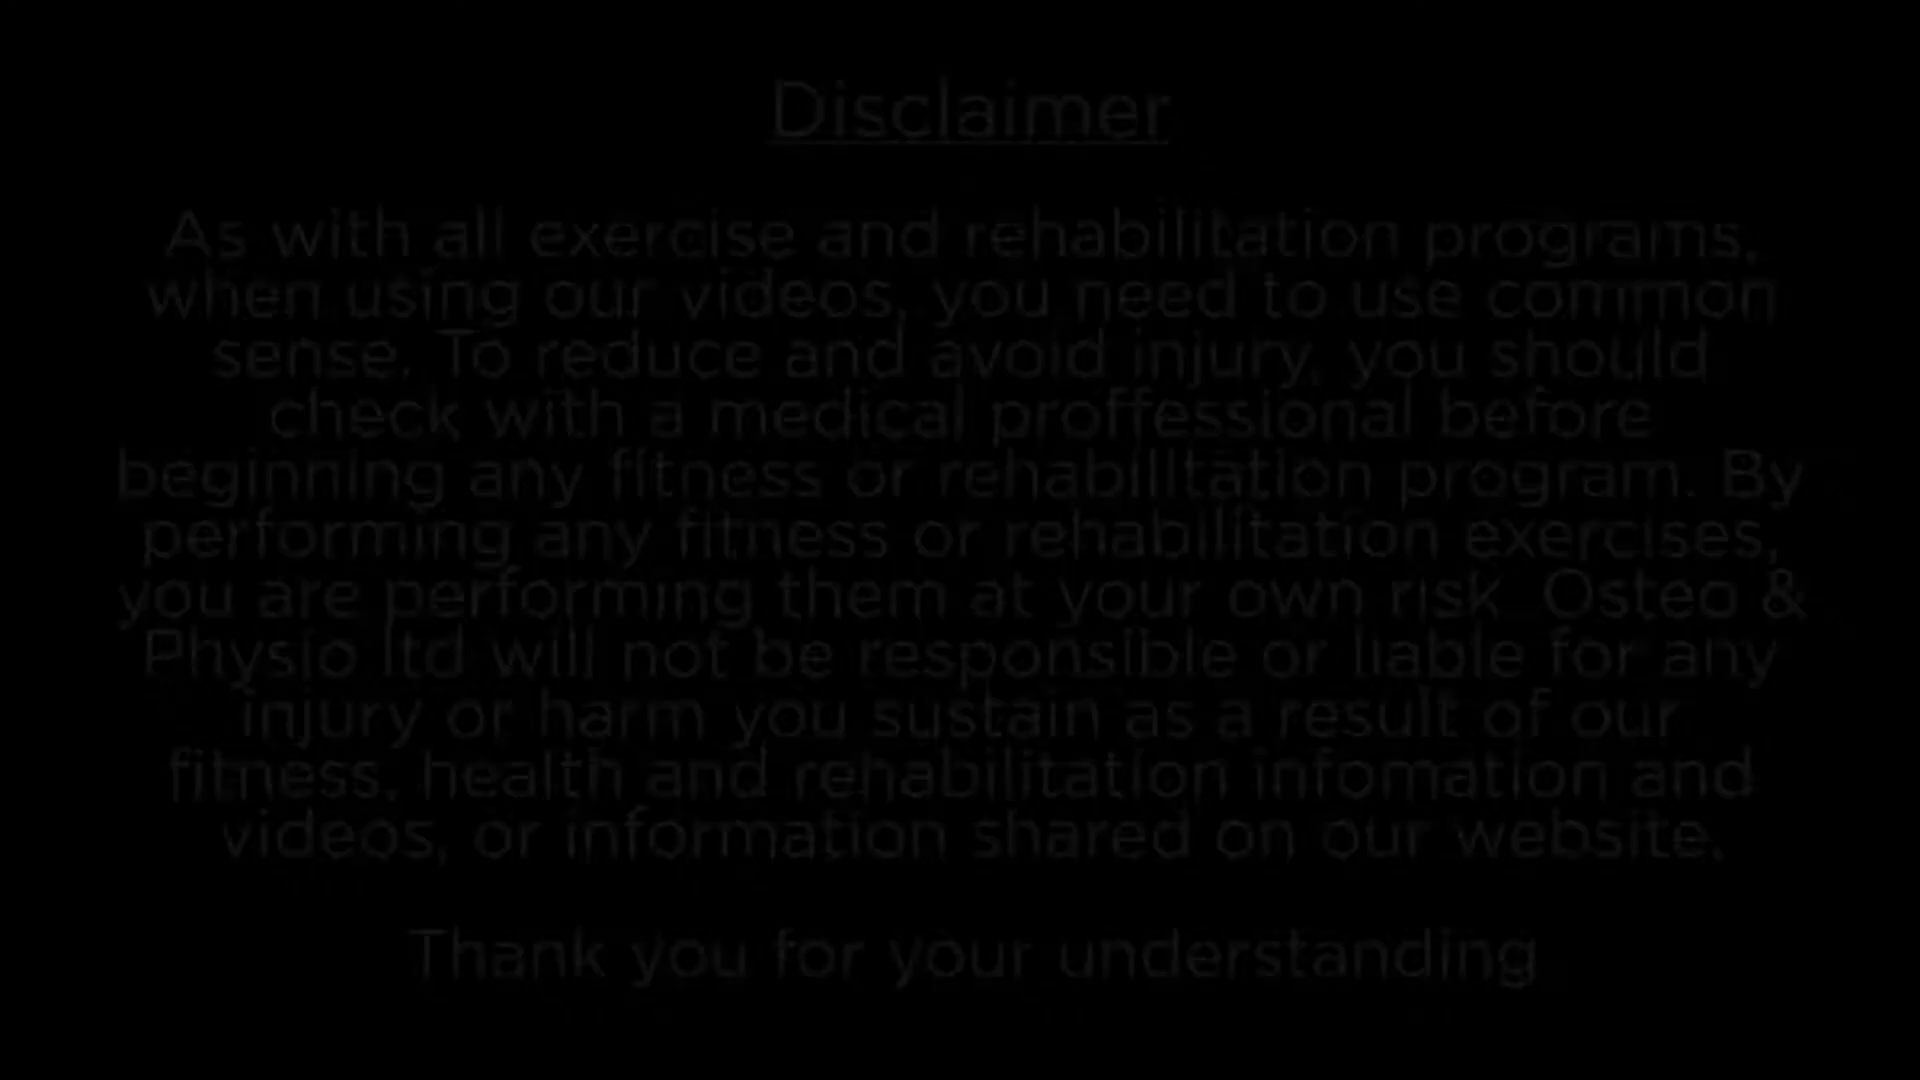 Disclaimer
As with all exercise and rehabilitation programs,
when using our videos, you need to use common
sense. To reduce and avoid injury, you should
check with a medical proffessional before
beginning any fitness or rehabilitation program. By
performing any fitness or rehabilitation exercises,
you are performing them at your own risk. Osteo &
Physio ltd will not be responsible or liable for any
injury or harm you sustain as a result of our
fitness, health and rehabilitation infomation and
videos, or information shared on our website.
Thank you for your understanding